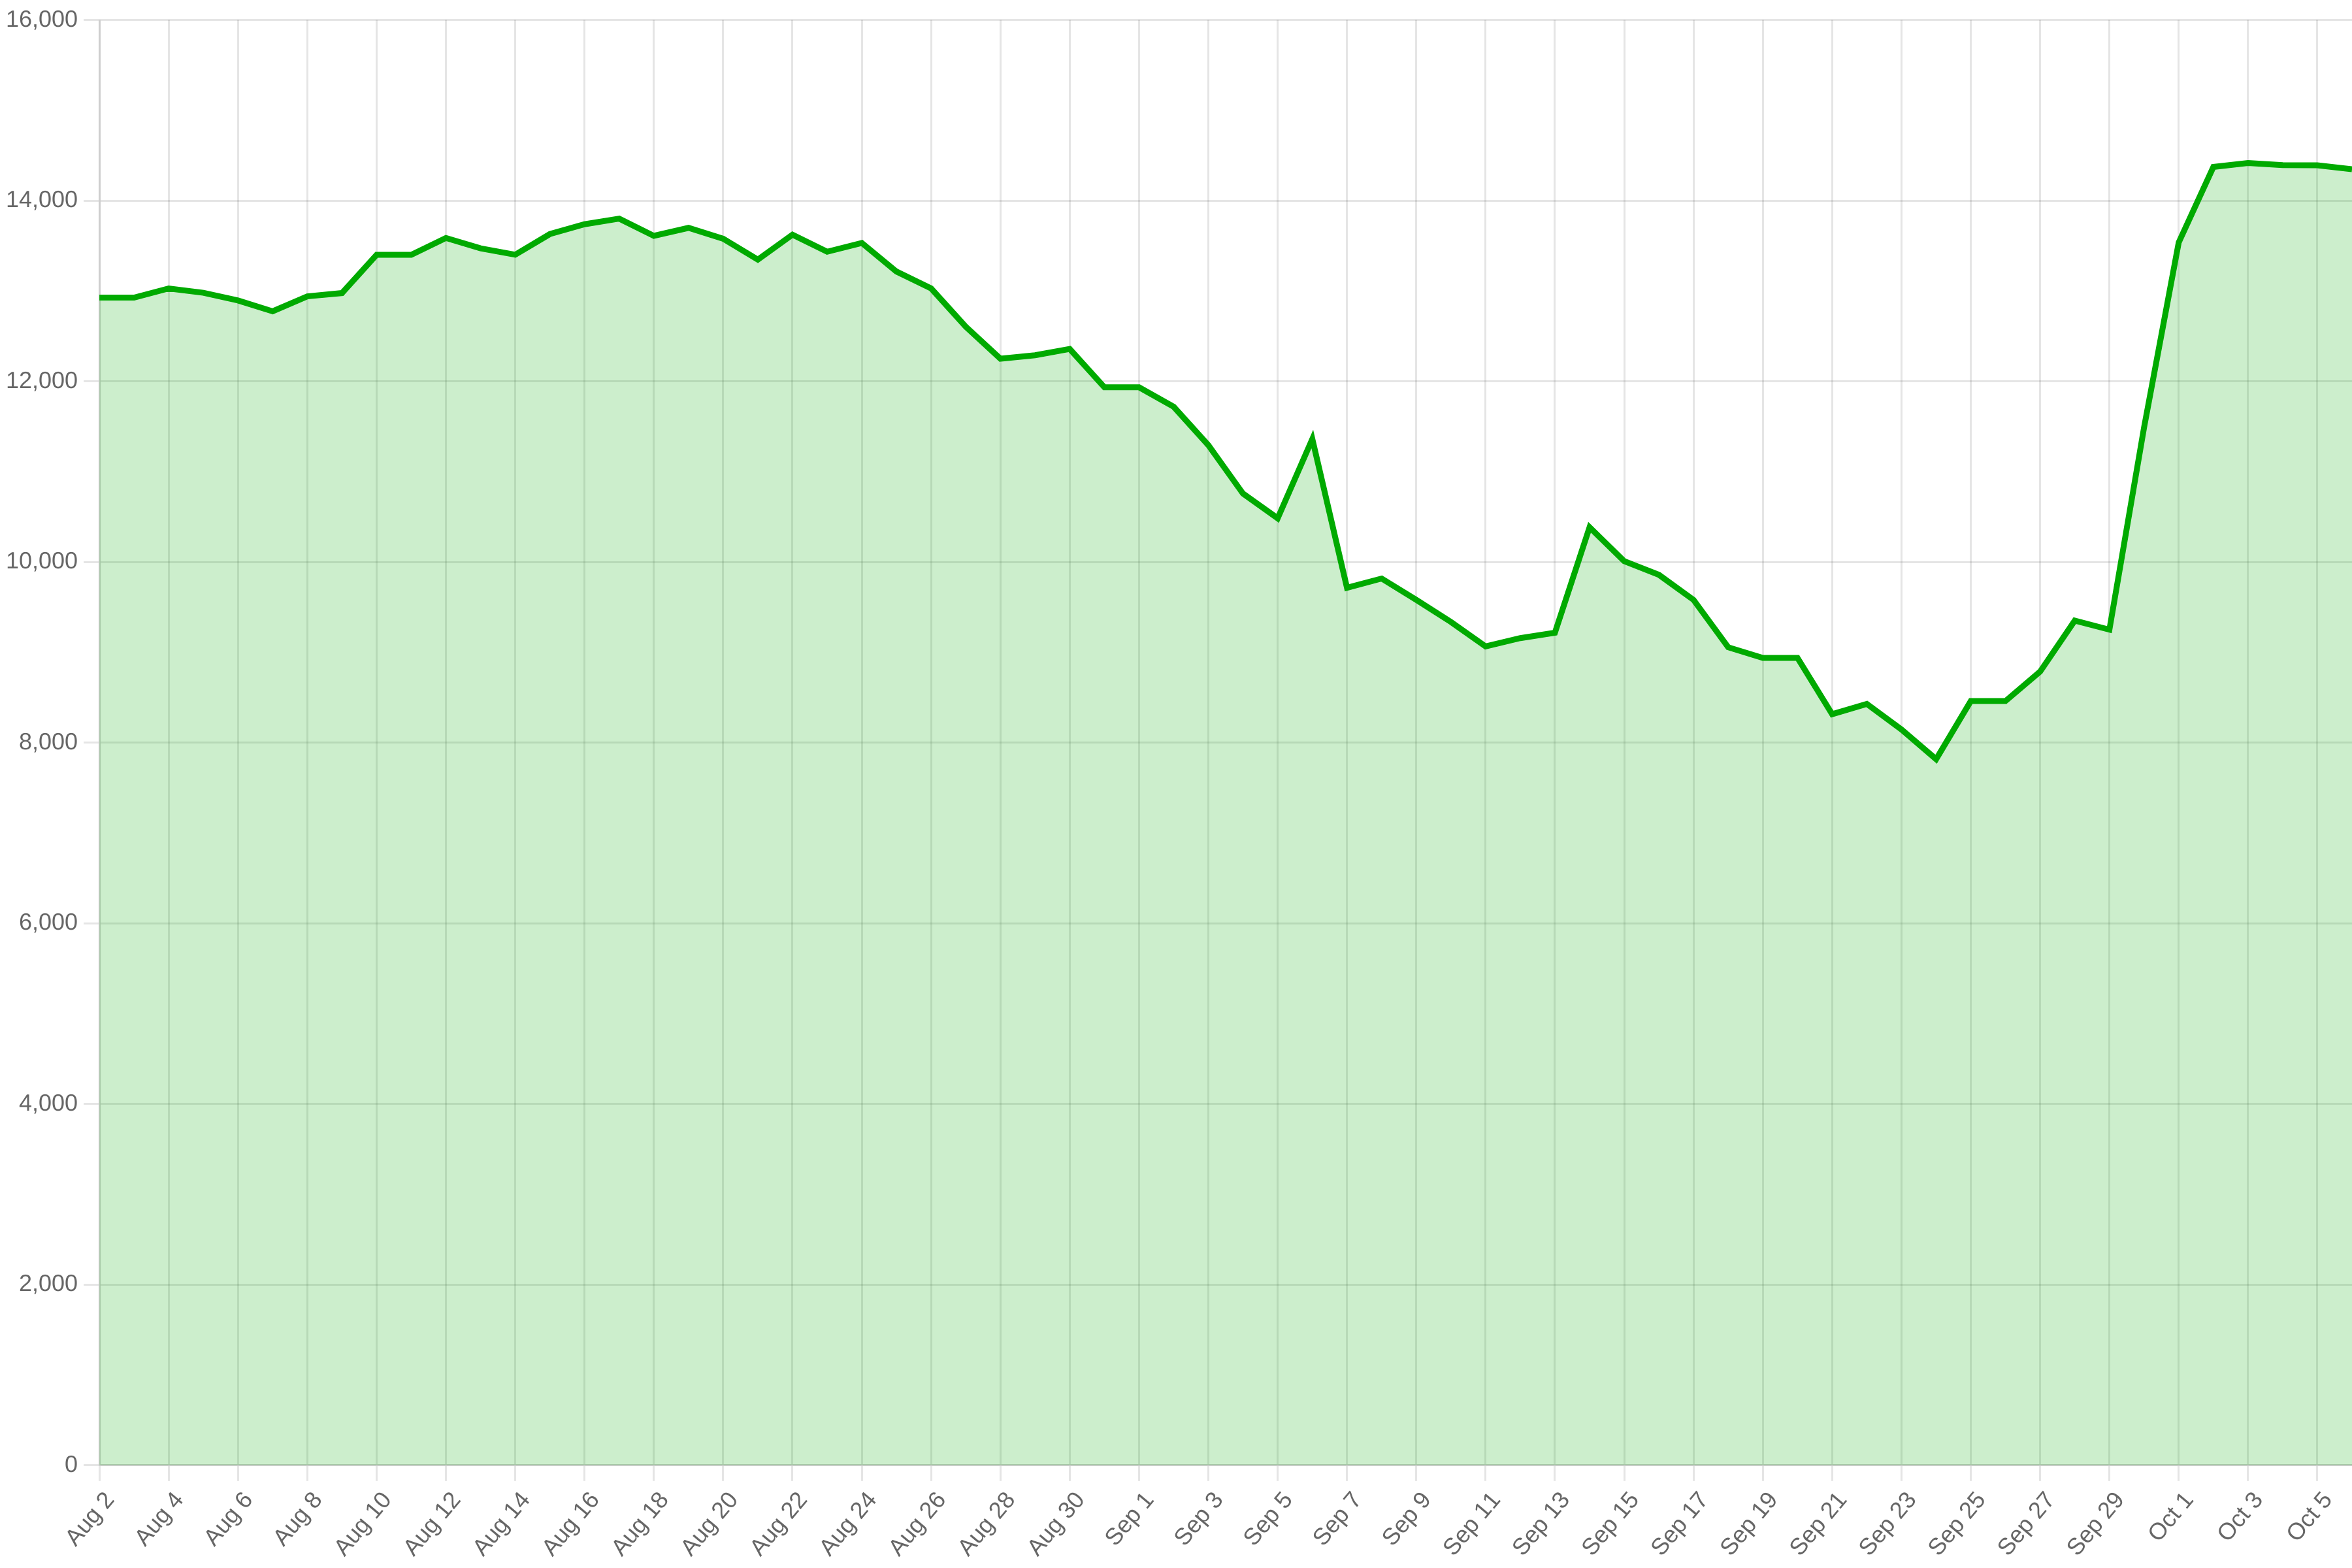 16,000
14,000
12,000
10,000
8,000
6,000
4,000
2,000
0
Aug 2
Aug 4
Aug 6
Aug 8
Aug 10
Aug 12
Aug 14
Aug 16
Aug 18
Aug 20
Aug 22
Aug 24
Aug 26
Aug 28
Aug 30
Sep 1
Sep 3
Sep 5
Sep 7
Sep 9
Sep 11
Sep 13
Sep 15
Sep 17
Sep 19
Sep 21
Sep 23
Sep 25
Sep 27
Sep 29
Oct 1
Oct 3
Oct 5